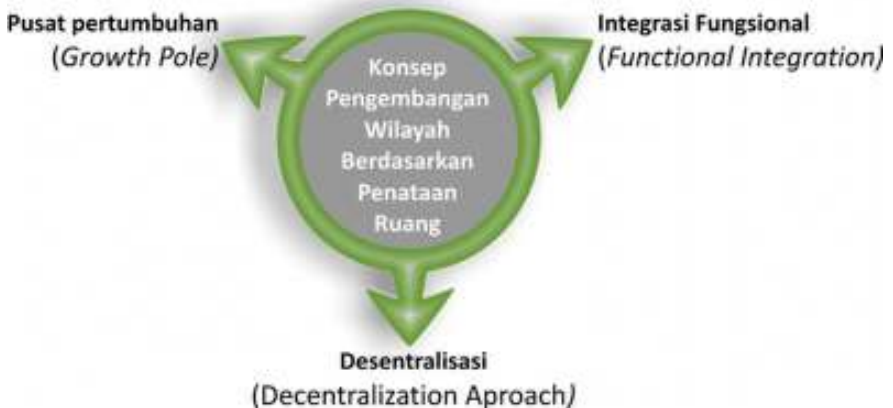 Pusat pertumbuhan
(Growth Pole)
Integrasi Fungsional
(Functional Integration)
Konsep
Pengembangan
Wilayah
Berdasarkan
Penataan
Ruang
Desentralisasi
(Decentralization Aproach)